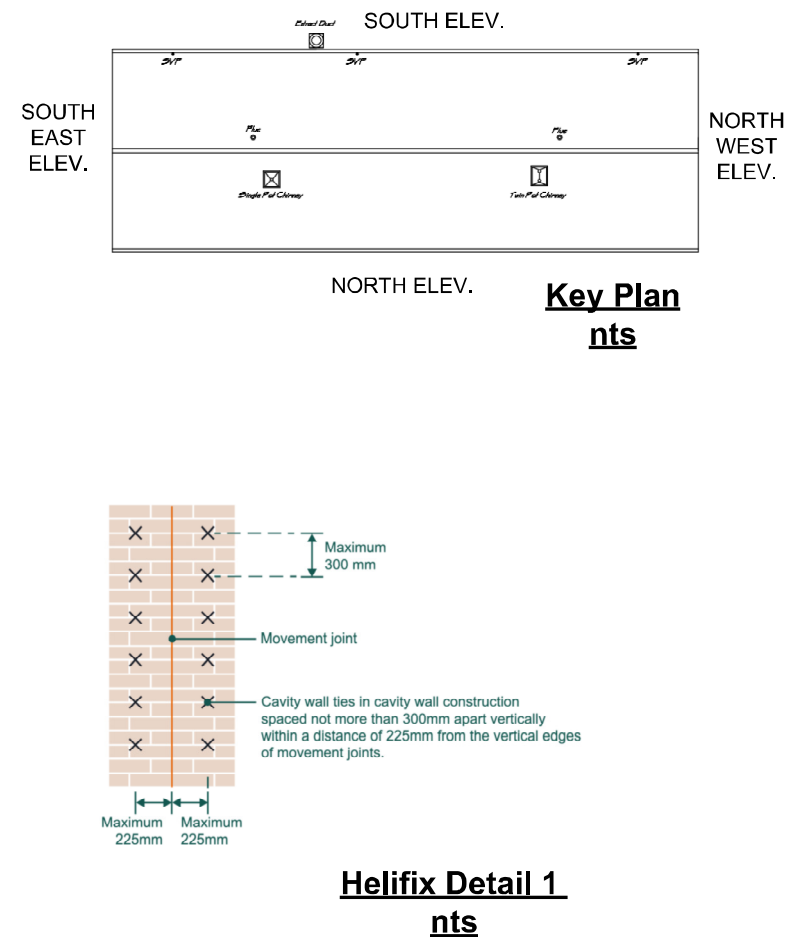 Extract Duct
SOUTH ELEV.
SVP
SVP
SVP
SOUTH
EAST
ELEV.
Flue
Flue
NORTH
WEST
ELEV.
Single Pot Chimney
Twin Pot Chimney
NORTH ELEV.
Key Plan
nts
Maximum
300 mm
Movement joint
Cavity wall ties in cavity wall construction
spaced not more than 300mm apart vertically
within a distance of 225mm from the vertical edges
of movement joints.
Maximum
225mm
Maximum
225mm
Helifix Detail 1
nts